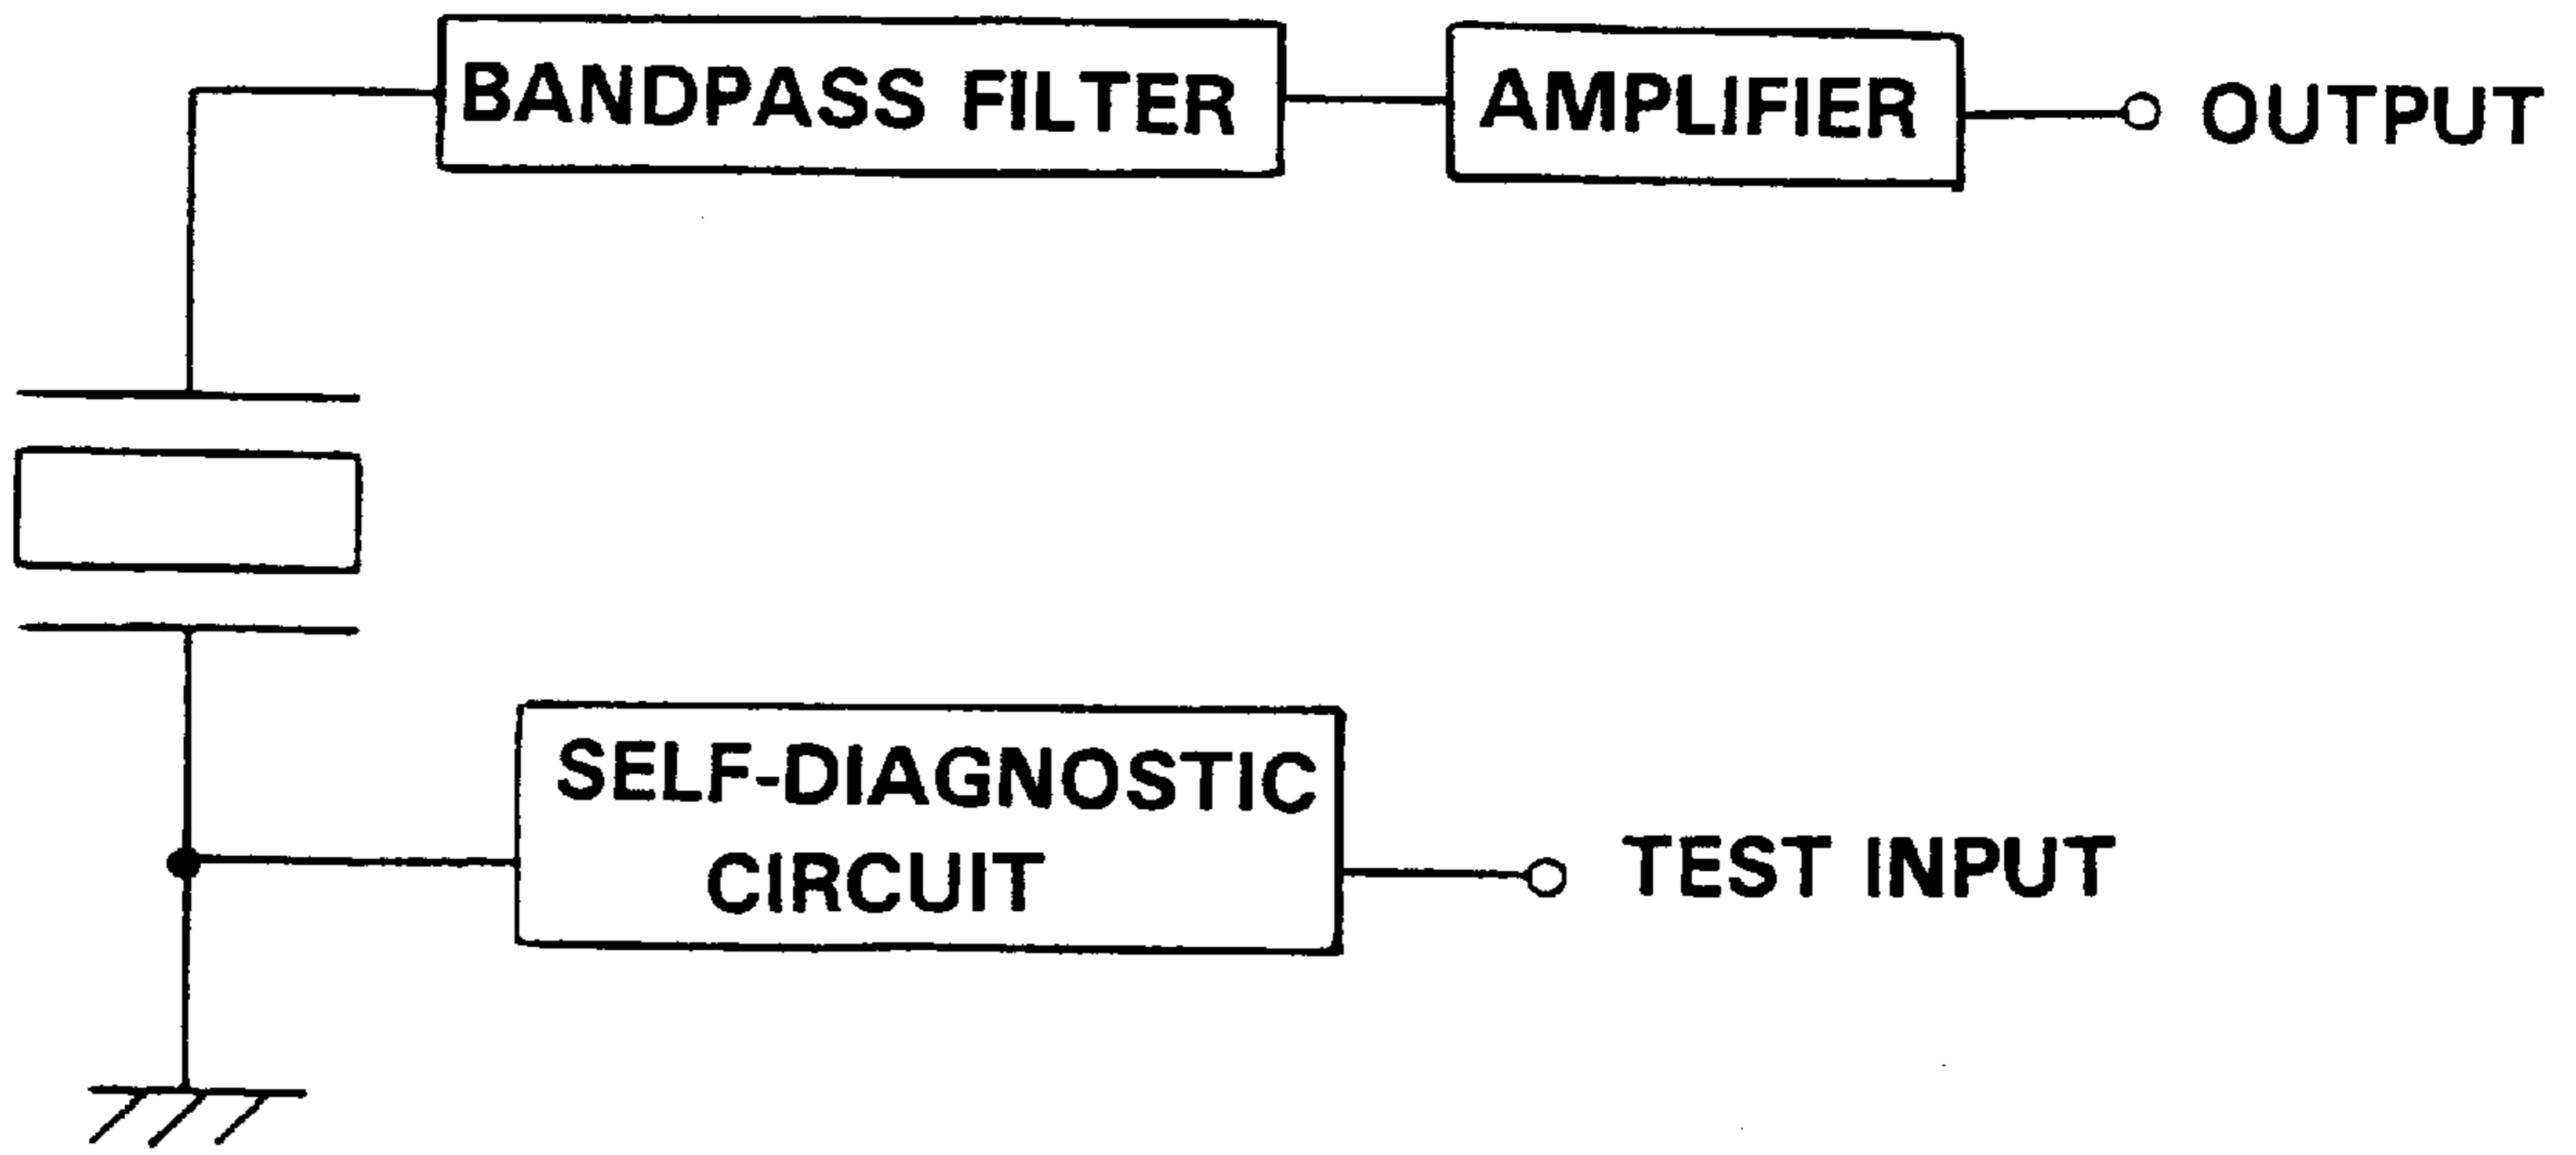 BANDPASS FILTER
AMPLIFIER
OUTPUT
SELF-DIAGNOSTIC
CIRCUIT
TEST INPUT